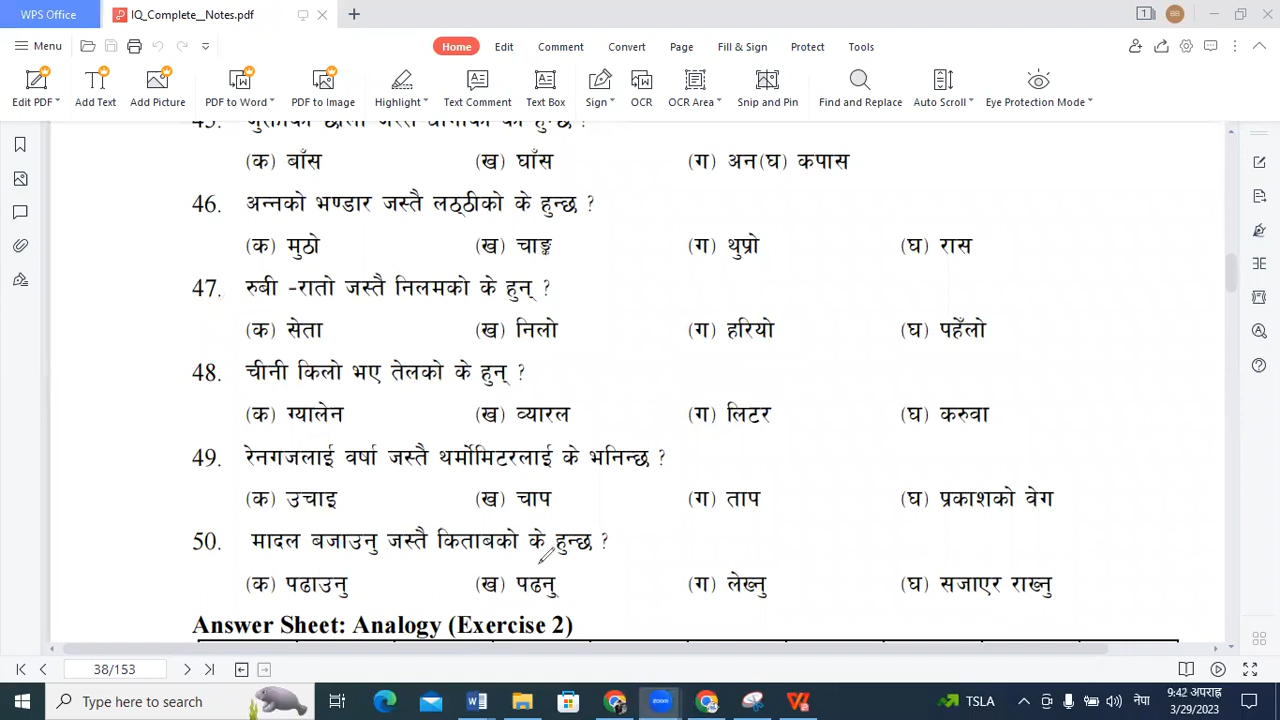 WPS Office
IQ_Complete__Notes.pdf
1
BB
Menu
Home Edit Comment Convert Page Fill & Sign Protect Tools
Edit PDF Add Text Add Picture PDF to Word PDF to Image Highlight Text Comment Text Box Sign OCR OCR Area Snip and Pin Find and Replace Auto Scroll Eye Protection Mode
(क) बाँस (ख) घाँस (ग) अन(घ) कपास
46. अन्नको भण्डार जस्तै लठ्ठीको के हुन्छ ?
(क) मुठो (ख) चाङ्ग (ग) थुप्रो (घ) रास
47. रुबी -रातो जस्तै निलमको के हुन् ?
(क) सेता (ख) निलो (ग) हरियो (घ) पहेँलो
48. चीनी किलो भए तेलको के हुन् ?
(क) ग्यालेन (ख) व्यारल (ग) लिटर (घ) करुवा
49. रेनगजलाई वर्षा जस्तै थर्मोमिटरलाई के भनिन्छ ?
(क) उचाइ (ख) चाप (ग) ताप (घ) प्रकाशको वेग
50. मादल बजाउनु जस्तै किताबको के हुन्छ ?
(क) पढाउनु (ख) पढनु (ग) लेख्नु (घ) सजाएर राख्नु
Answer Sheet: Analogy (Exercise 2)
38/153
Type here to search
TSLA
नेपा
9:42 अपराह्न
3/29/2023